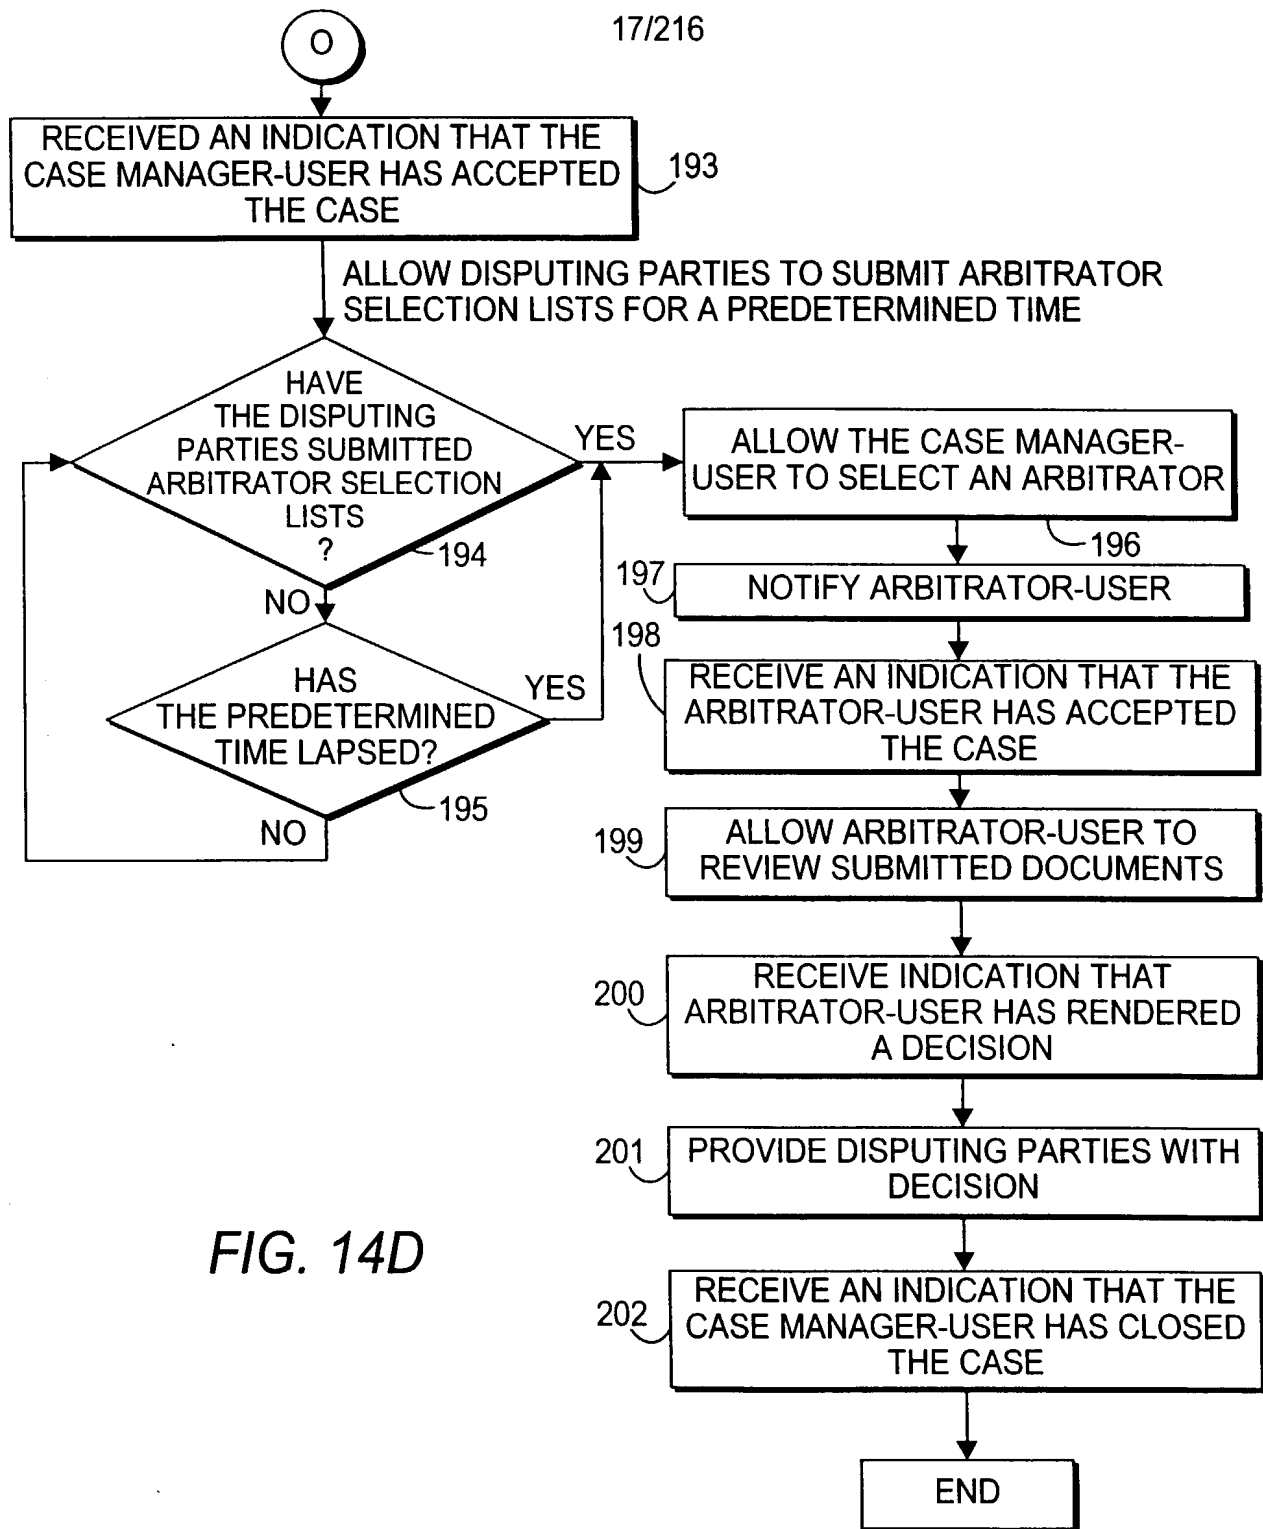 17/216
O
RECEIVED AN INDICATION THAT THE
CASE MANAGER-USER HAS ACCEPTED
THE CASE
193
ALLOW DISPUTING PARTIES TO SUBMIT ARBITRATOR
SELECTION LISTS FOR A PREDETERMINED TIME
HAVE
THE DISPUTING
PARTIES SUBMITTED
ARBITRATOR SELECTION
LISTS
?
194
YES
NO
HAS
THE PREDETERMINED
TIME LAPSED?
195
YES
NO
ALLOW THE CASE MANAGER-
USER TO SELECT AN ARBITRATOR
196
197
NOTIFY ARBITRATOR-USER
198
RECEIVE AN INDICATION THAT THE
ARBITRATOR-USER HAS ACCEPTED
THE CASE
199
ALLOW ARBITRATOR-USER TO
REVIEW SUBMITTED DOCUMENTS
200
RECEIVE INDICATION THAT
ARBITRATOR-USER HAS RENDERED
A DECISION
201
PROVIDE DISPUTING PARTIES WITH
DECISION
202
RECEIVE AN INDICATION THAT THE
CASE MANAGER-USER HAS CLOSED
THE CASE
END
FIG. 14D